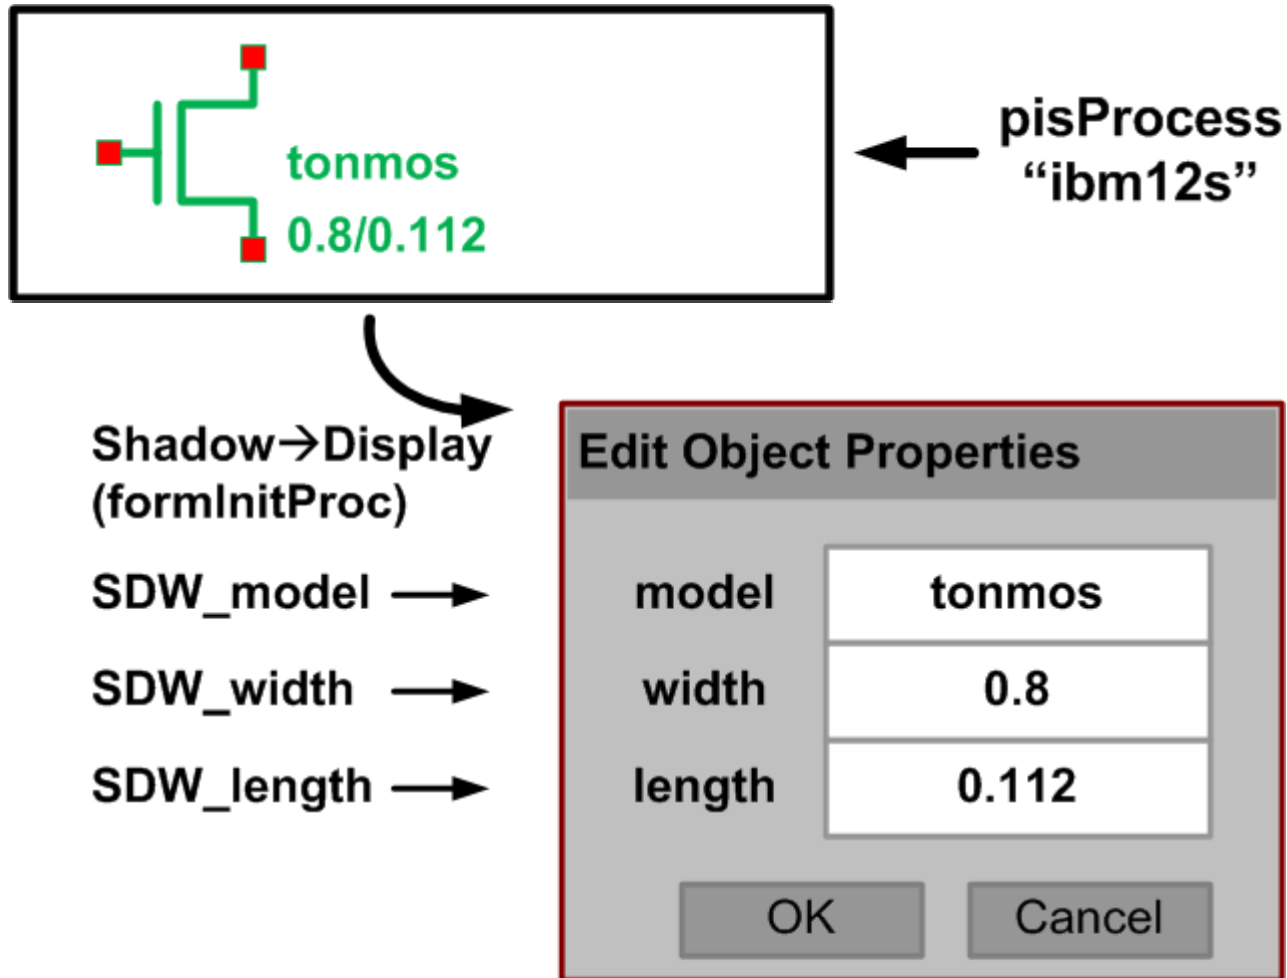 tonmos
0.8/0.112
pisProcess
“ibm12s”
Shadow→Display
(formInitProc)
SDW_model
SDW_width
SDW_length
Edit Object Properties
model tonmos
width 0.8
length 0.112
OK Cancel